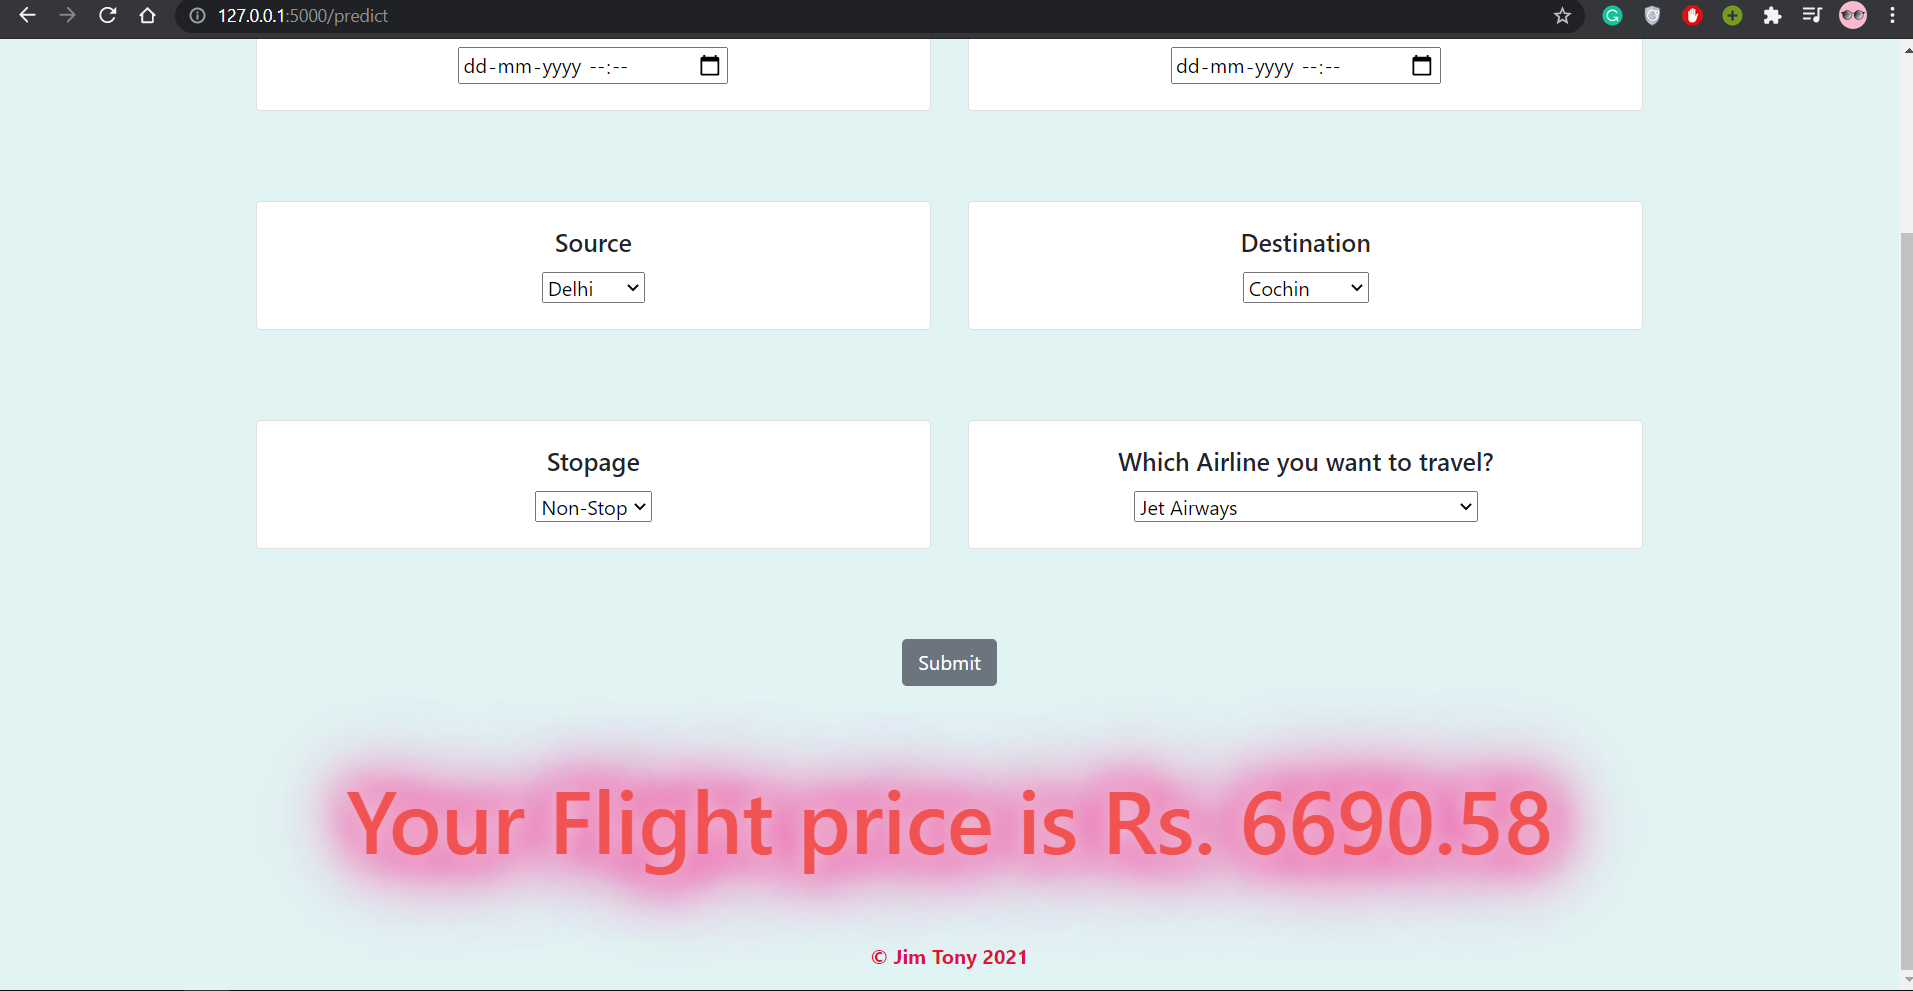 127.0.0.1:5000/predict
dd-mm-yyyy --:-- dd-mm-yyyy --:--
Source Destination
Delhi Cochin
Stopage Which Airline you want to travel?
Non-Stop Jet Airways
Submit
Your Flight price is Rs. 6690.58
© Jim Tony 2021